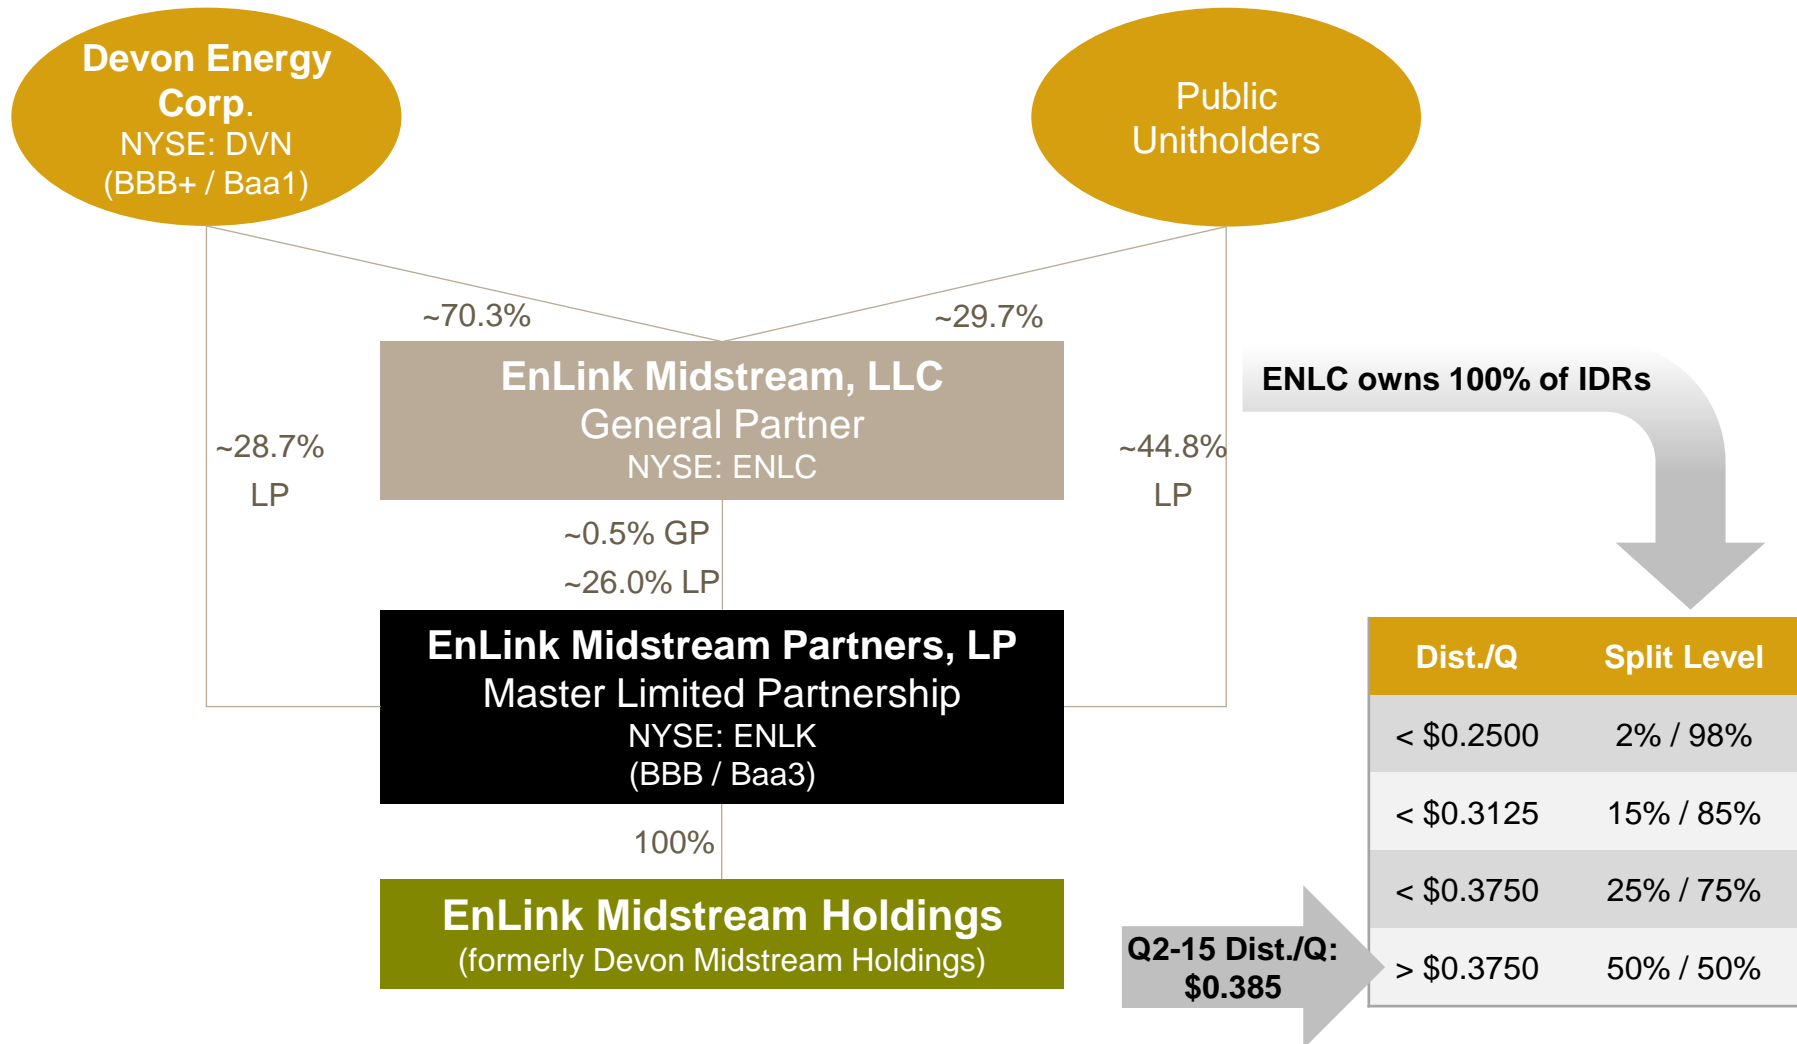 Devon Energy
Corp.
NYSE: DVN
(BBB+ / Baa1)
Public
Unitholders
~70.3%
~29.7%
EnLink Midstream, LLC
General Partner
NYSE: ENLC
ENLC owns 100% of IDRs
~28.7%
LP
~44.8%
LP
~0.5% GP
~26.0% LP
EnLink Midstream Partners, LP
Master Limited Partnership
NYSE: ENLK
(BBB / Baa3)
100%
EnLink Midstream Holdings
(formerly Devon Midstream Holdings)
Dist./Q Split Level
< $0.2500 2% / 98%
< $0.3125 15% / 85%
< $0.3750 25% / 75%
> $0.3750 50% / 50%
Q2-15 Dist./Q:
$0.385